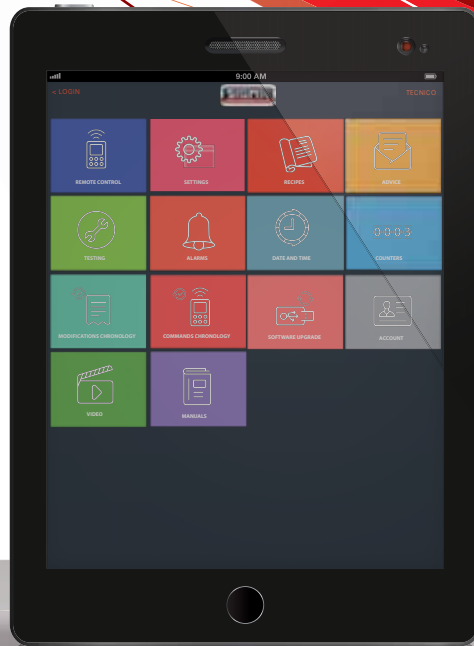 9:00 AM
< LOGIN
TECNICO
REMOTE CONTROL
SETTINGS
RECIPES
ADVICE
TESTING
ALARMS
DATE AND TIME
0003
COUNTERS
MODIFICATIONS CHRONOLOGY
COMMANDS CHRONOLOGY
SOFTWARE UPGRADE
ACCOUNT
VIDEO
MANUALS